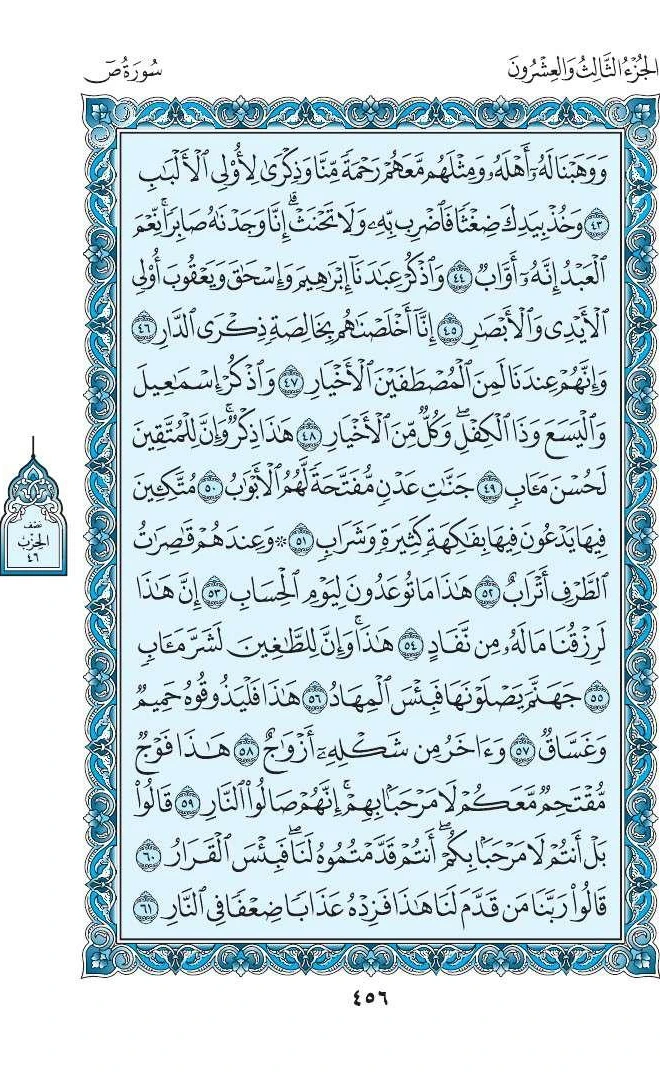 الجُزْءُ الثَّالِثُ وَالعِشْرُونَ
سُورَةُ صٓ
وَوَهَبْنَا لَهُۥٓ أَهْلَهُۥ وَمِثْلَهُم مَّعَهُمْ رَحْمَةً مِّنَّا وَذِكْرَىٰ لِأُو۟لِى ٱلْأَلْبَٰبِ
٤٣ وَخُذْ بِيَدِكَ ضِغْثًا فَٱضْرِب بِّهِۦ وَلَا تَحْنَثْ ۗ إِنَّا وَجَدْنَٰهُ صَابِرًا ۚ نِّعْمَ
ٱلْعَبْدُ إِنَّهُۥٓ أَوَّابٌ ٤٤ وَٱذْكُرْ عِبَٰدَنَآ إِبْرَٰهِيمَ وَإِسْحَٰقَ وَيَعْقُوبَ أُو۟لِى
ٱلْأَيْدِى وَٱلْأَبْصَٰرِ ٤٥ إِنَّآ أَخْلَصْنَٰهُم بِخَالِصَةٍ ذِكْرَى ٱلدَّارِ ٤٦
وَإِنَّهُمْ عِندَنَا لَمِنَ ٱلْمُصْطَفَيْنَ ٱلْأَخْيَارِ ٤٧ وَٱذْكُرْ إِسْمَٰعِيلَ
وَٱلْيَسَعَ وَذَا ٱلْكِفْلِ ۖ وَكُلٌّ مِّنَ ٱلْأَخْيَارِ ٤٨ هَٰذَا ذِكْرٌ ۚ وَإِنَّ لِلْمُتَّقِينَ
لَحُسْنَ مَـَٔابٍ ٤٩ جَنَّٰتِ عَدْنٍ مُّفَتَّحَةً لَّهُمُ ٱلْأَبْوَٰبُ ٥٠ مُتَّكِـِٔينَ
فِيهَا يَدْعُونَ فِيهَا بِفَٰكِهَةٍ كَثِيرَةٍ وَشَرَابٍ ٥١ ۞ وَعِندَهُمْ قَٰصِرَٰتُ
ٱلطَّرْفِ أَتْرَابٌ ٥٢ هَٰذَا مَا تُوعَدُونَ لِيَوْمِ ٱلْحِسَابِ ٥٣ إِنَّ هَٰذَا
لَرِزْقُنَا مَا لَهُۥ مِن نَّفَادٍ ٥٤ هَٰذَا ۚ وَإِنَّ لِلطَّٰغِينَ لَشَرَّ مَـَٔابٍ
٥٥ جَهَنَّمَ يَصْلَوْنَهَا فَبِئْسَ ٱلْمِهَادُ ٥٦ هَٰذَا فَلْيَذُوقُوهُ حَمِيمٌ
وَغَسَّاقٌ ٥٧ وَءَاخَرُ مِن شَكْلِهِۦٓ أَزْوَٰجٌ ٥٨ هَٰذَا فَوْجٌ
مُّقْتَحِمٌ مَّعَكُمْ ۖ لَا مَرْحَبًۢا بِهِمْ ۚ إِنَّهُمْ صَالُوا۟ ٱلنَّارِ ٥٩ قَالُوا۟
بَلْ أَنتُمْ لَا مَرْحَبًۢا بِكُمْ ۖ أَنتُمْ قَدَّمْتُمُوهُ لَنَا ۖ فَبِئْسَ ٱلْقَرَارُ ٦٠
قَالُوا۟ رَبَّنَا مَن قَدَّمَ لَنَا هَٰذَا فَزِدْهُ عَذَابًا ضِعْفًا فِى ٱلنَّارِ ٦١
نصف
الحزب
٤٦
٤٥٦